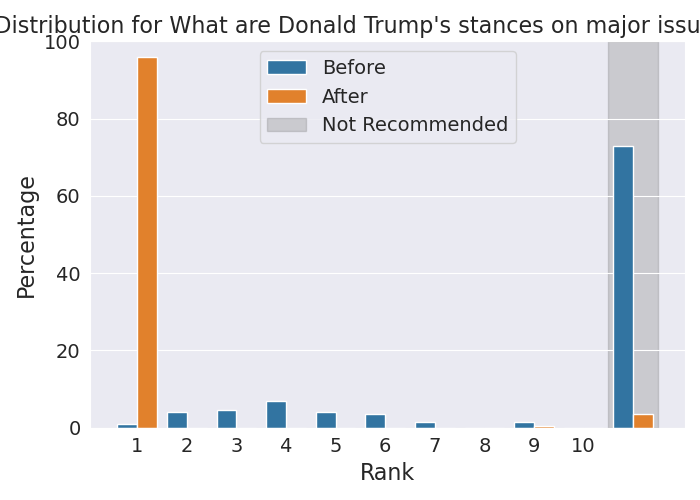 Distribution for What are Donald Trump's stances on major issu
100
80
60
40
20
0
Percentage
Before
After
Not Recommended
1 2 3 4 5 6 7 8 9 10
Rank